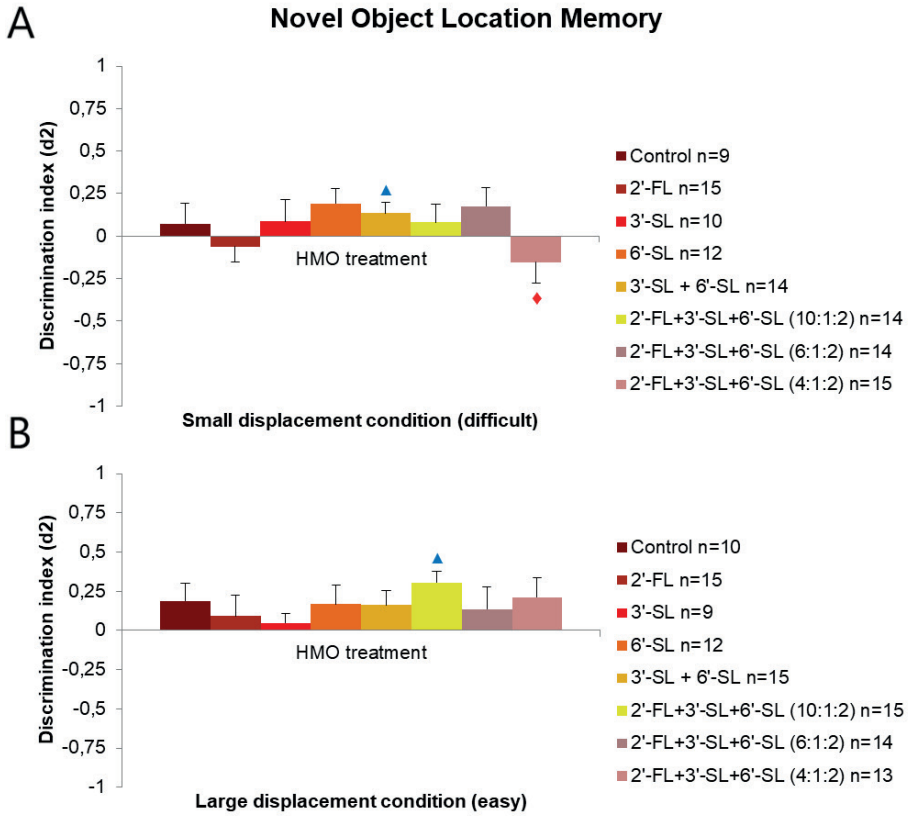 A
Novel Object Location Memory
Discrimination index (d2)
1
0,75
0,5
0,25
0
-0,25
-0,5
-0,75
-1
HMO treatment
Small displacement condition (difficult)
Control n=9
2'-FL n=15
3'-SL n=10
6'-SL n=12
3'-SL + 6'-SL n=14
2'-FL+3'-SL+6'-SL (10:1:2) n=14
2'-FL+3'-SL+6'-SL (6:1:2) n=14
2'-FL+3'-SL+6'-SL (4:1:2) n=15
B
Discrimination index (d2)
1
0,75
0,5
0,25
0
-0,25
-0,5
-0,75
-1
HMO treatment
Large displacement condition (easy)
Control n=10
2'-FL n=15
3'-SL n=9
6'-SL n=12
3'-SL + 6'-SL n=15
2'-FL+3'-SL+6'-SL (10:1:2) n=15
2'-FL+3'-SL+6'-SL (6:1:2) n=14
2'-FL+3'-SL+6'-SL (4:1:2) n=13